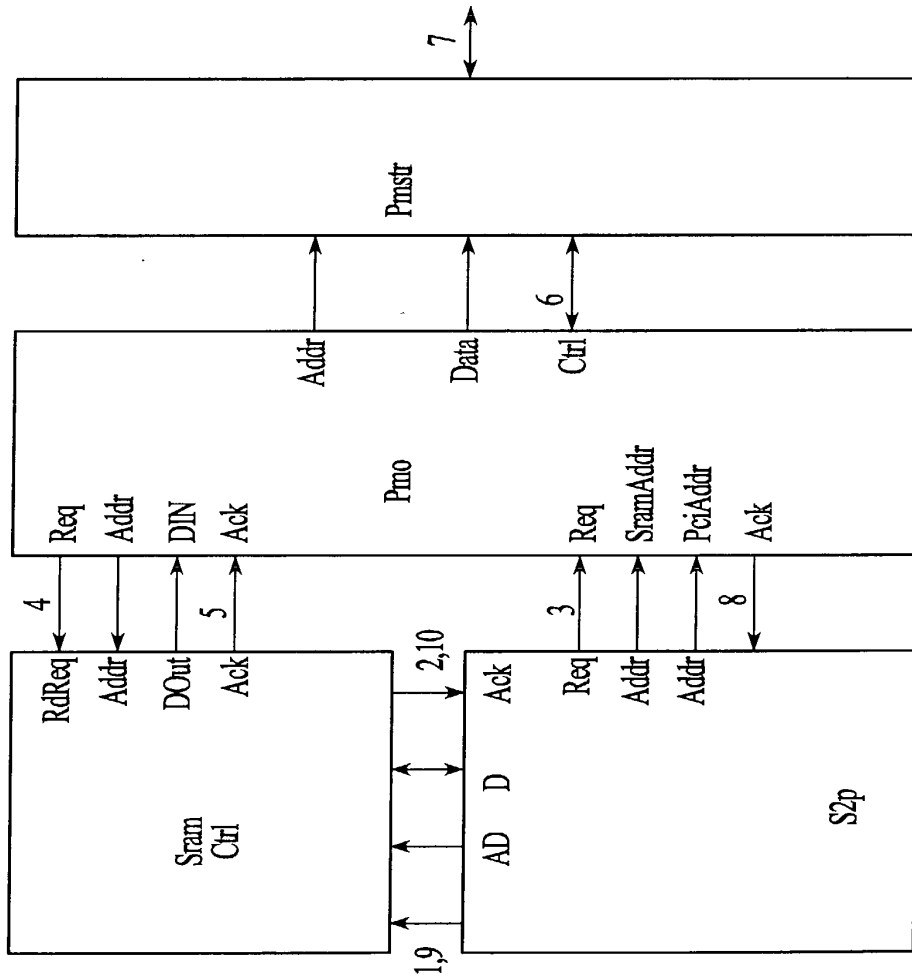 4
RdReq
Req
Addr
Addr
DOut
DIN
Sram
Ctrl
5
Ack
Ack
Addr
Pmo
Pmstr
1,9
2,10
7
Data
AD
D
Ack
6
Ctrl
3
Req
Req
Addr
SramAddr
Addr
PciAddr
8
Ack
S2p